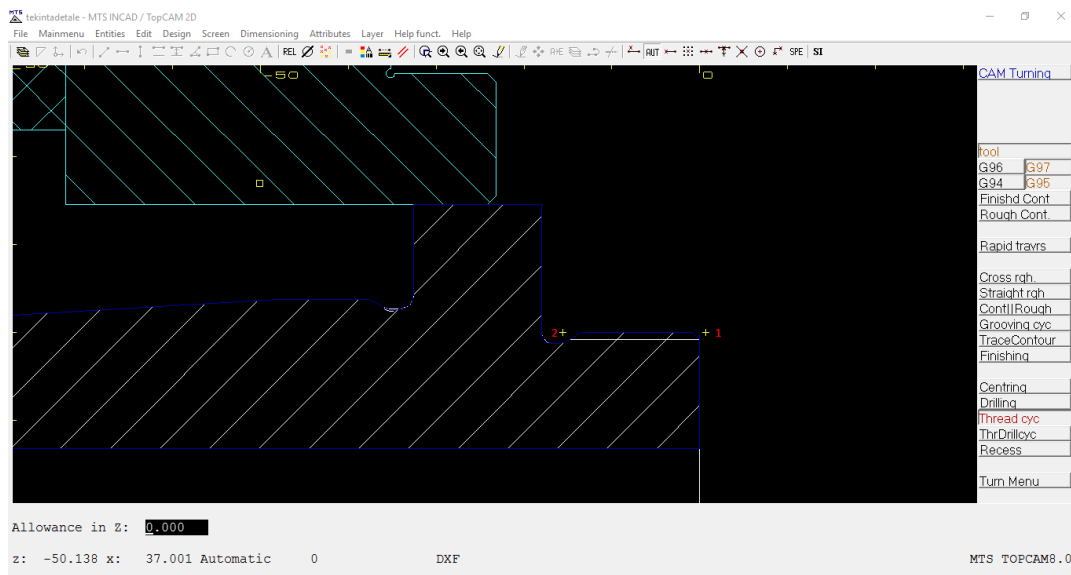 MTS tekintadetale - MTS INCAD / TopCAM 2D
File Mainmenu Entities Edit Design Screen Dimensioning Attributes Layer Help funct. Help
REL AUT SPE SI
-50 0
CAM Turning
tool
G96 G97
G94 G95
Finishd Cont
Rough Cont.
Rapid travrs
Cross rgh.
Straight rgh
Cont||Rough
Grooving cyc
TraceContour
Finishing
2+ + 1
Centring
Drilling
Thread cyc
ThrDrillcyc
Recess
Turn Menu
Allowance in Z: 0.000
z: -50.138 x: 37.001 Automatic 0 DXF MTS TOPCAM8.0